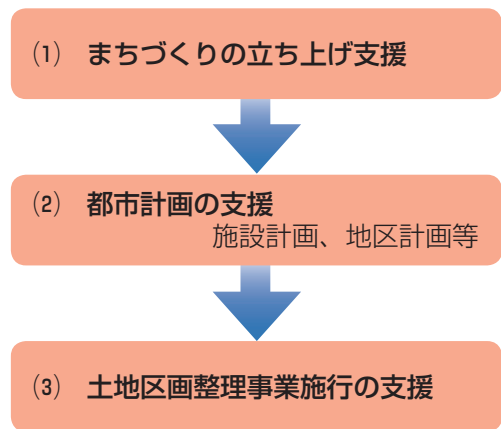 (1) まちづくりの立ち上げ支援
(2) 都市計画の支援
施設計画、地区計画等
(3) 土地区画整理事業施行の支援